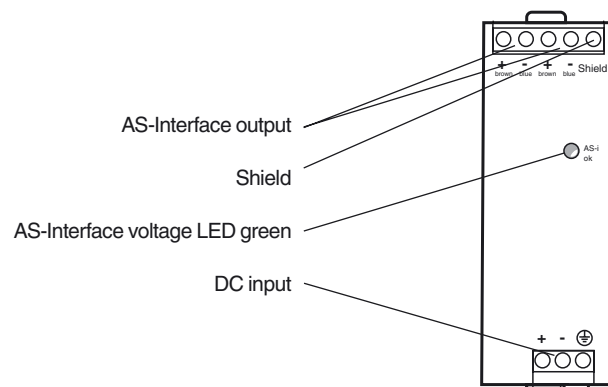 + - + - Shield
brown blue brown blue
AS-Interface output
AS-i
ok
Shield
AS-Interface voltage LED green
DC input
+ -